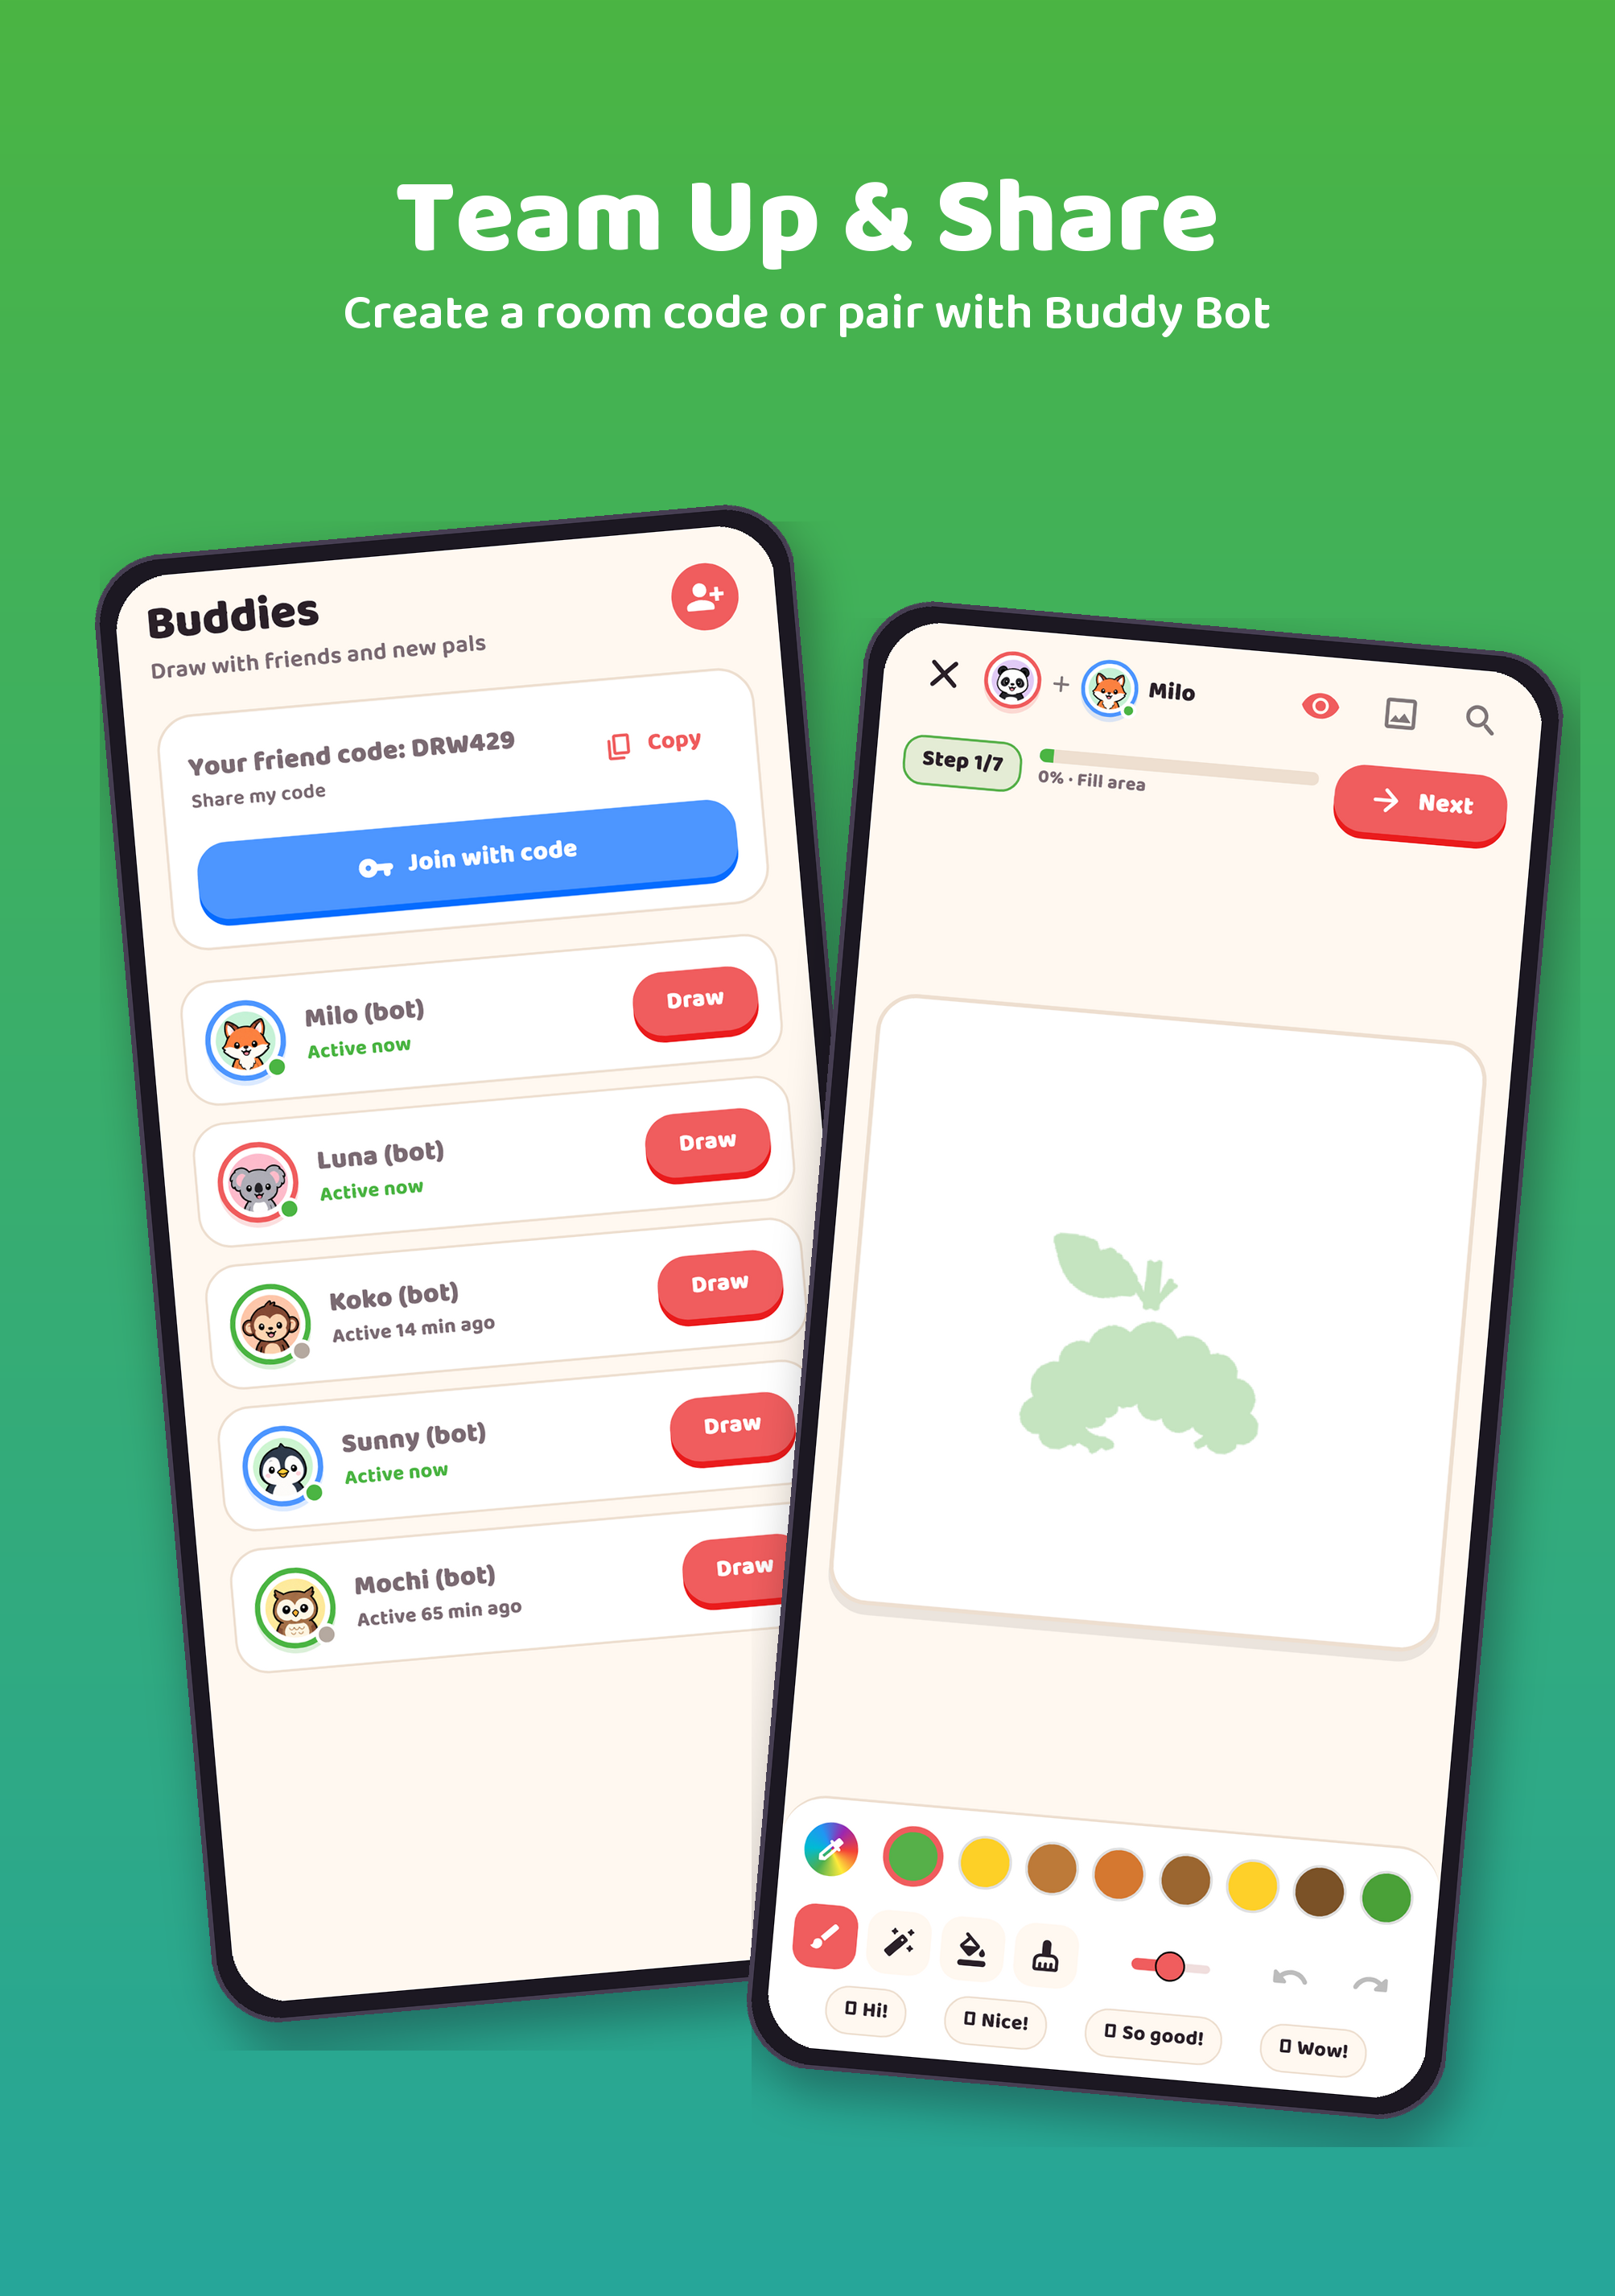 Team Up & Share
Create a room code or pair with Buddy Bot
Buddies
Draw with friends and new pals
Your friend code: DRW429
Copy
Share my code
Join with code
Milo (bot)
Active now
Draw
Luna (bot)
Active now
Draw
Koko (bot)
Active 14 min ago
Draw
Sunny (bot)
Active now
Draw
Mochi (bot)
Active 65 min ago
Draw
+ Milo
Step 1/7
0% · Fill area
Next
Hi!
Nice!
So good!
Wow!